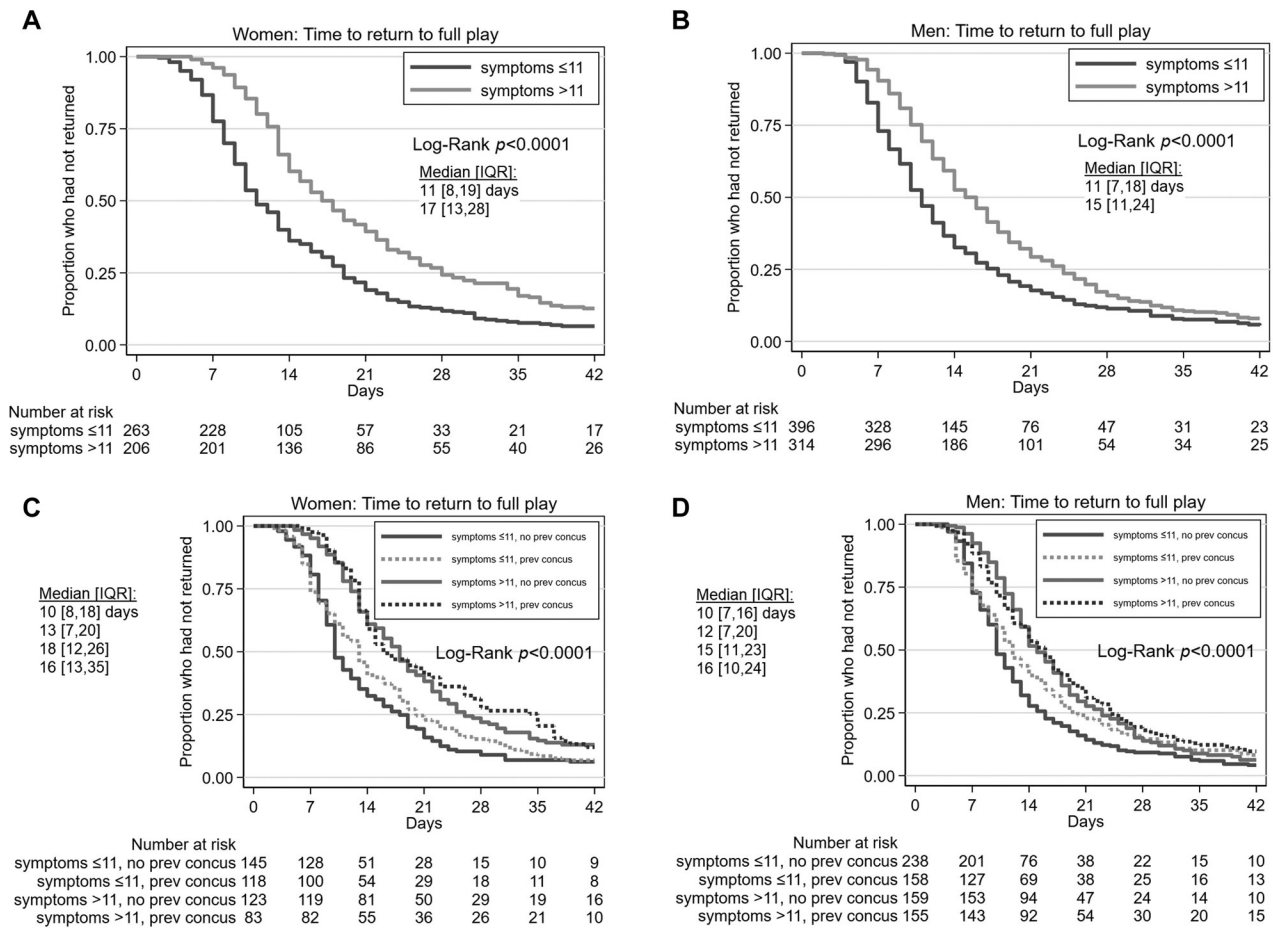 A
Women: Time to return to full play
Proportion who had not returned
1.00
0.75
0.50
0.25
0.00
symptoms ≤11
symptoms >11
Log-Rank p<0.0001
Median [IQR]:
11 [8,19] days
17 [13,28]
0 7 14 21 28 35 42
Days
Number at risk
symptoms ≤11 263 228 105 57 33 21 17
symptoms >11 206 201 136 86 55 40 26
B
Men: Time to return to full play
Proportion who had not returned
1.00
0.75
0.50
0.25
0.00
symptoms ≤11
symptoms >11
Log-Rank p<0.0001
Median [IQR]:
11 [7,18] days
15 [11,24]
0 7 14 21 28 35 42
Days
Number at risk
symptoms ≤11 396 328 145 76 47 31 23
symptoms >11 314 296 186 101 54 34 25
C
Women: Time to return to full play
Median [IQR]:
10 [8,18] days
13 [7,20]
18 [12,26]
16 [13,35]
Proportion who had not returned
1.00
0.75
0.50
0.25
0.00
symptoms ≤11, no prev concus
symptoms ≤11, prev concus
symptoms >11, no prev concus
symptoms >11, prev concus
Log-Rank p<0.0001
0 7 14 21 28 35 42
Days
Number at risk
symptoms ≤11, no prev concus 145 128 51 28 15 10 9
symptoms ≤11, prev concus 118 100 54 29 18 11 8
symptoms >11, no prev concus 123 119 81 50 29 19 16
symptoms >11, prev concus 83 82 55 36 26 21 10
D
Men: Time to return to full play
Median [IQR]:
10 [7,16] days
12 [7,20]
15 [11,23]
16 [10,24]
Proportion who had not returned
1.00
0.75
0.50
0.25
0.00
symptoms ≤11, no prev concus
symptoms ≤11, prev concus
symptoms >11, no prev concus
symptoms >11, prev concus
Log-Rank p<0.0001
0 7 14 21 28 35 42
Days
Number at risk
symptoms ≤11, no prev concus 238 201 76 38 22 15 10
symptoms ≤11, prev concus 158 127 69 38 25 16 13
symptoms >11, no prev concus 159 153 94 47 24 14 10
symptoms >11, prev concus 155 143 92 54 30 20 15